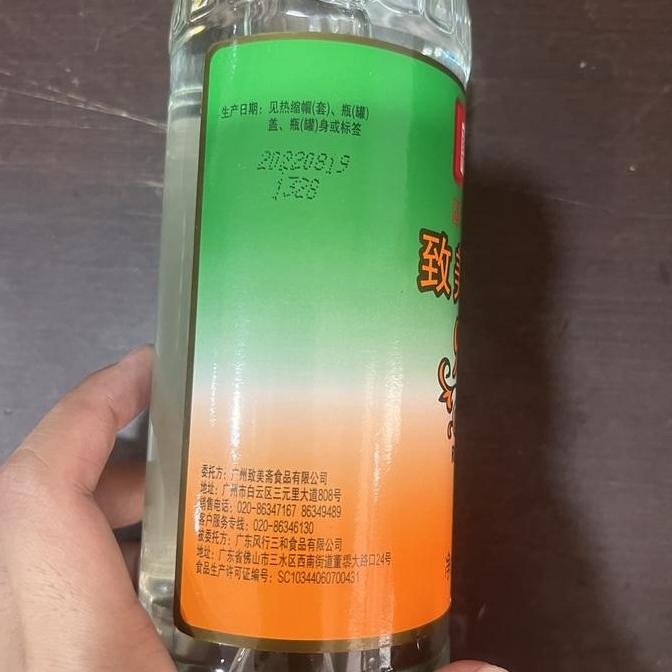 生产日期：见热缩帽(套)、瓶(罐)
盖、瓶(罐)身或标签
20220819
1328
致美
委托方：广州致美斋食品有限公司
地址：广州市白云区三元里大道808号
销售电话：020-86347167 86349489
客户服务专线：020-86346130
被委托方：广东风行三和食品有限公司
地址：广东省佛山市三水区西南街道董塱大路口24号
食品生产许可证编号：SC10344060700431
净